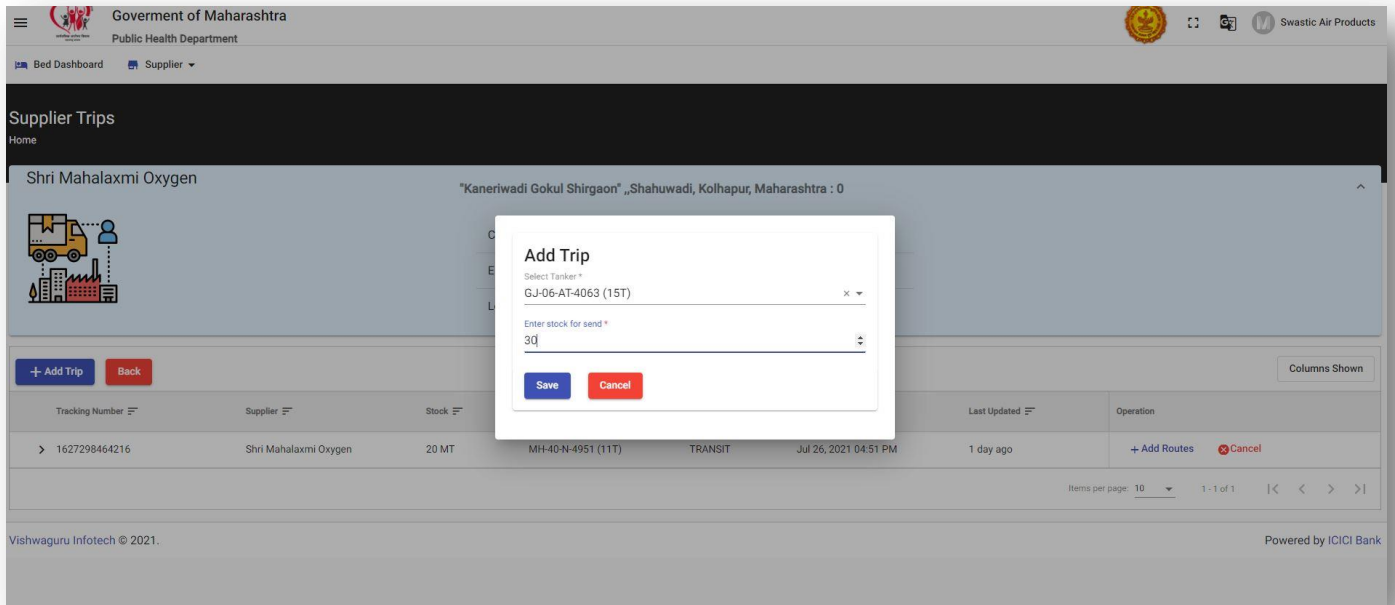 Goverment of Maharashtra
Public Health Department
Swastic Air Products
Bed Dashboard Supplier
Supplier Trips
Home
Shri Mahalaxmi Oxygen
"Kaneriwadi Gokul Shirgaon" ,,Shahuwadi, Kolhapur, Maharashtra : 0
C
E
L
Add Trip
Select Tanker *
GJ-06-AT-4063 (15T)
Enter stock for send *
30
Save Cancel
+ Add Trip Back Columns Shown
Tracking Number Supplier Stock Last Updated Operation
1627298464216 Shri Mahalaxmi Oxygen 20 MT MH-40-N-4951 (11T) TRANSIT Jul 26, 2021 04:51 PM 1 day ago + Add Routes Cancel
Items per page: 10 1 - 1 of 1
Vishwaguru Infotech © 2021. Powered by ICICI Bank